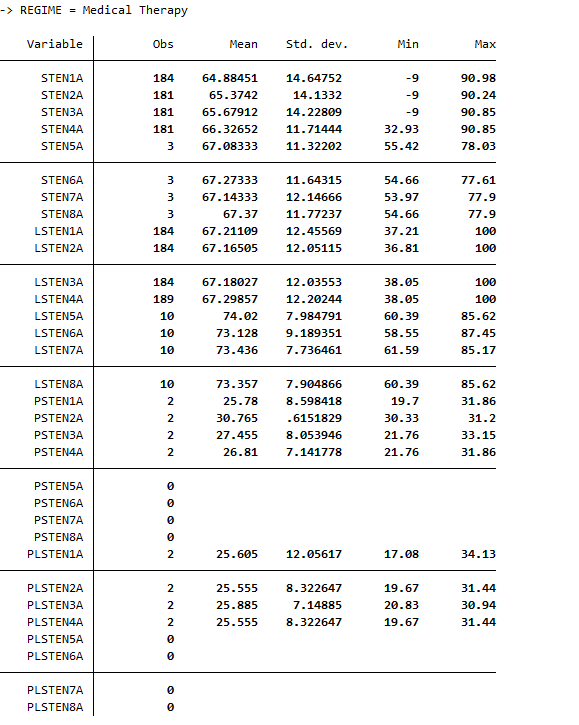 -> REGIME = Medical Therapy
Variable Obs Mean Std. dev. Min Max
STEN1A 184 64.88451 14.64752 -9 90.98
STEN2A 181 65.3742 14.1332 -9 90.24
STEN3A 181 65.67912 14.22809 -9 90.85
STEN4A 181 66.32652 11.71444 32.93 90.85
STEN5A 3 67.08333 11.32202 55.42 78.03
STEN6A 3 67.27333 11.64315 54.66 77.61
STEN7A 3 67.14333 12.14666 53.97 77.9
STEN8A 3 67.37 11.77237 54.66 77.9
LSTEN1A 184 67.21109 12.45569 37.21 100
LSTEN2A 184 67.16505 12.05115 36.81 100
LSTEN3A 184 67.18027 12.03553 38.05 100
LSTEN4A 189 67.29857 12.20244 38.05 100
LSTEN5A 10 74.02 7.984791 60.39 85.62
LSTEN6A 10 73.128 9.189351 58.55 87.45
LSTEN7A 10 73.436 7.736461 61.59 85.17
LSTEN8A 10 73.357 7.904866 60.39 85.62
PSTEN1A 2 25.78 8.598418 19.7 31.86
PSTEN2A 2 30.765 .6151829 30.33 31.2
PSTEN3A 2 27.455 8.053946 21.76 33.15
PSTEN4A 2 26.81 7.141778 21.76 31.86
PSTEN5A 0
PSTEN6A 0
PSTEN7A 0
PSTEN8A 0
PLSTEN1A 2 25.605 12.05617 17.08 34.13
PLSTEN2A 2 25.555 8.322647 19.67 31.44
PLSTEN3A 2 25.885 7.14885 20.83 30.94
PLSTEN4A 2 25.555 8.322647 19.67 31.44
PLSTEN5A 0
PLSTEN6A 0
PLSTEN7A 0
PLSTEN8A 0